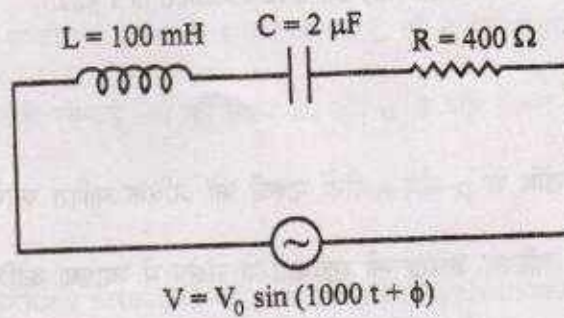 L = 100 mH
C = 2 μF
R = 400 Ω
V = V₀ sin (1000 t + ϕ)